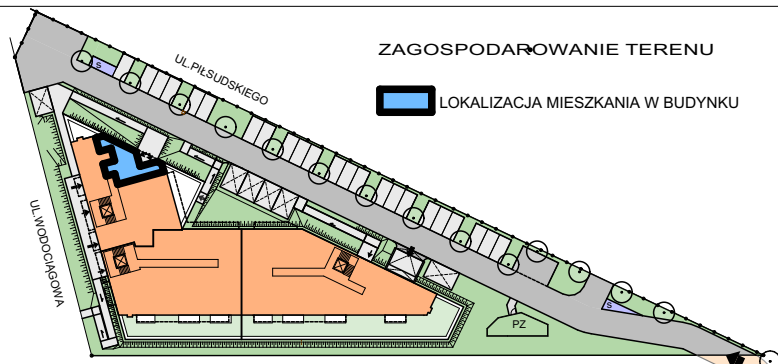 ZAGOSPODAROWANIE TERENU
UL.PIŁSUDSKIEGO
LOKALIZACJA MIESZKANIA W BUDYNKU
UL.WODOCIĄGOWA
Ś
Ś
PZ